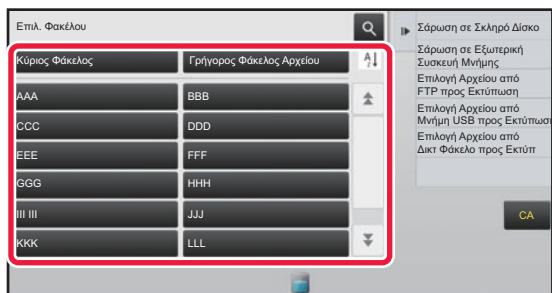 Επιλ. Φακέλου
Κύριος Φάκελος
Γρήγορος Φάκελος Αρχείου
AAA
BBB
CCC
DDD
EEE
FFF
GGG
HHH
III III
JJJ
KKK
LLL
Σάρωση σε Σκληρό Δίσκο
Σάρωση σε Εξωτερική
Συσκευή Μνήμης
Επιλογή Αρχείου από
FTP προς Εκτύπωση
Επιλογή Αρχείου από
Μνήμη USB προς Εκτύπωσ
Επιλογή Αρχείου από
Δικτ Φάκελο προς Εκτύπ
CA